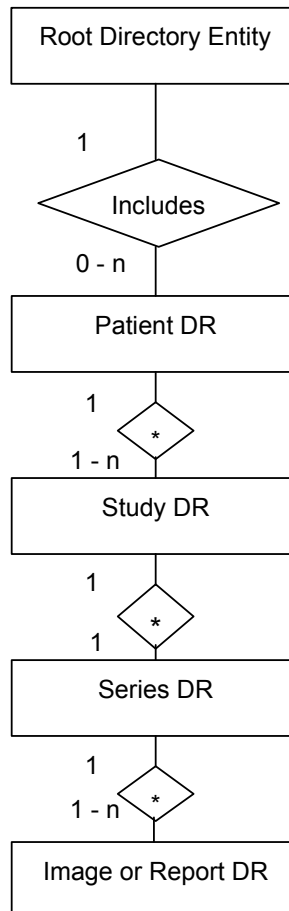 Root Directory Entity
1
Includes
0 - n
Patient DR
1
*
1 - n
Study DR
1
*
1
Series DR
1
*
1 - n
Image or Report DR